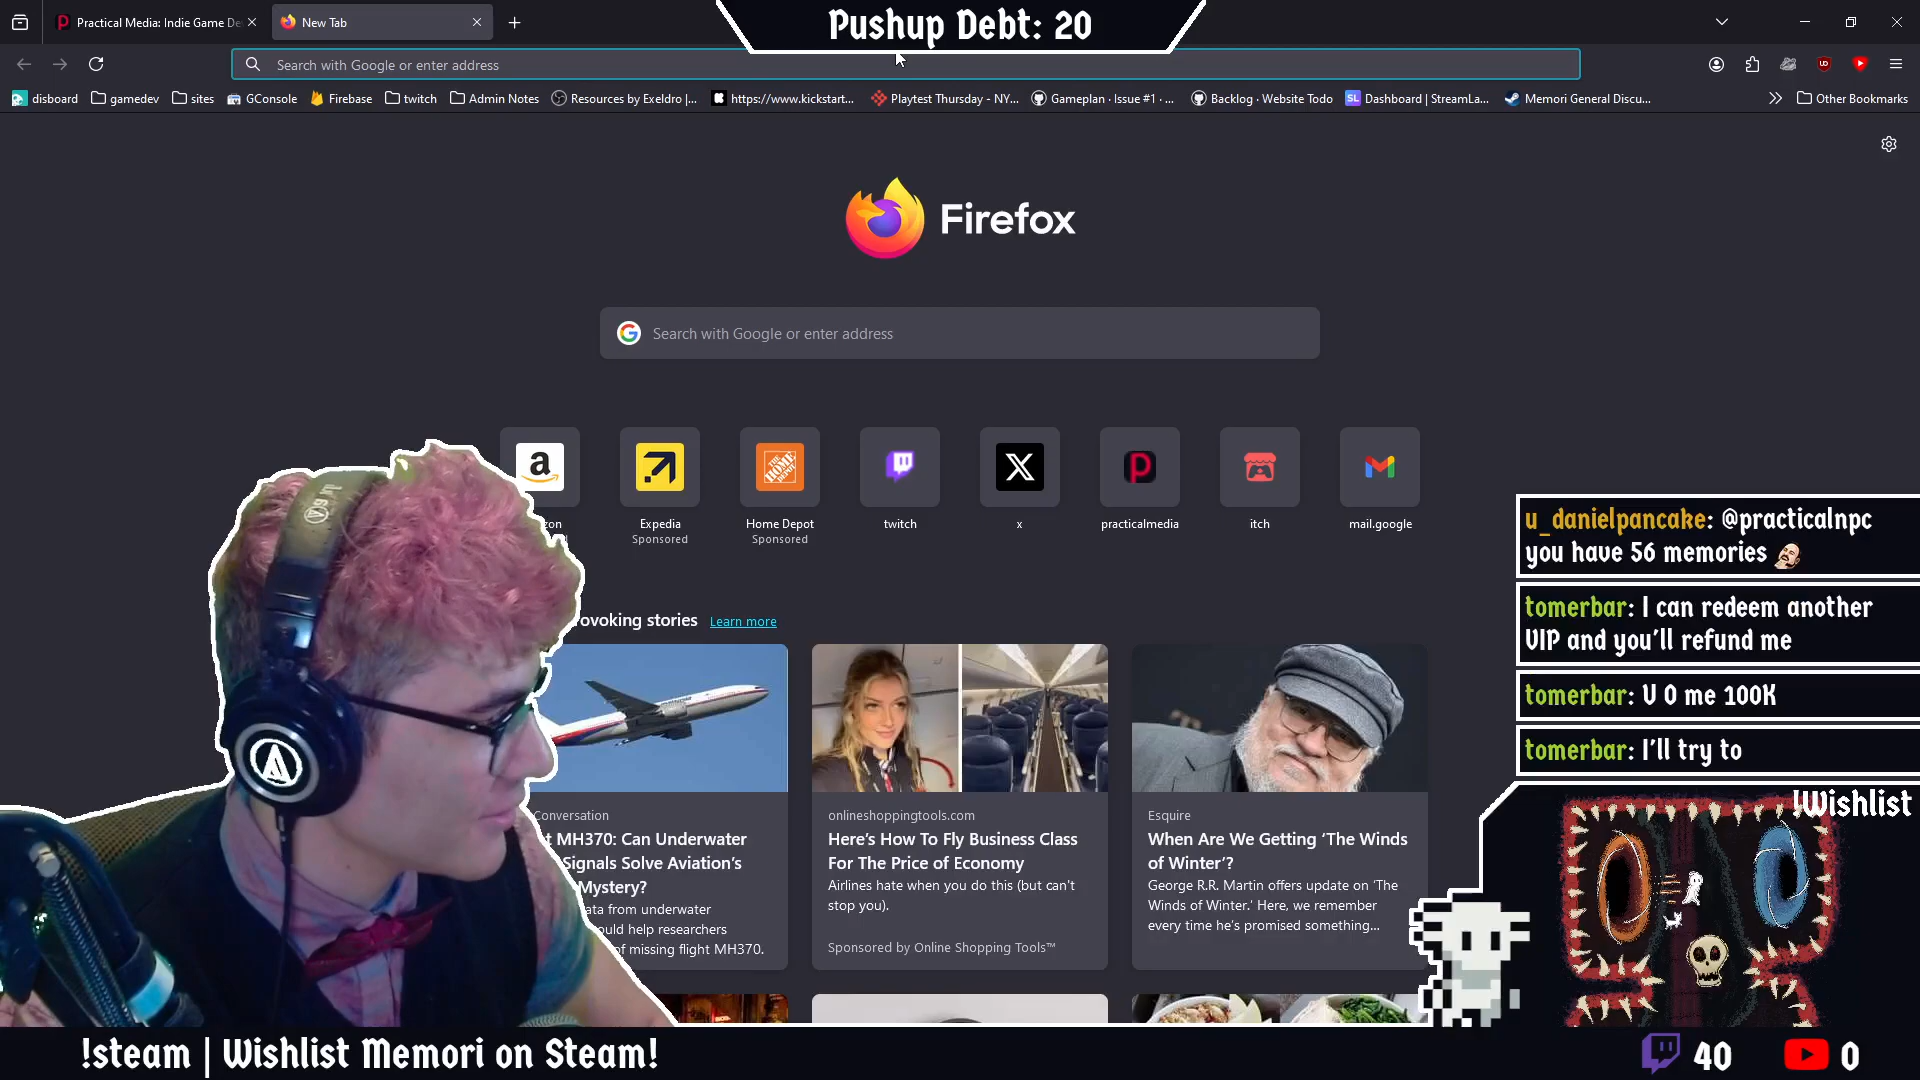 Practical Media: Indie Game De
New Tab
Pushup Debt: 20
Search with Google or enter address
disboard
gamedev
sites
GConsole
Firebase
twitch
Admin Notes
Resources by Exeldro |...
https://www.kickstart...
Playtest Thursday - NY...
Gameplan · Issue #1 · ...
Backlog · Website Todo
SL
Dashboard | StreamLa...
Memori General Discu...
Other Bookmarks
Firefox
Search with Google or enter address
zon
Expedia
Sponsored
Home Depot
Sponsored
twitch
x
practicalmedia
itch
mail.google
rovoking stories
Learn more
Conversation
t MH370: Can Underwater
Signals Solve Aviation's
Mystery?
ata from underwater
ould help researchers
of missing flight MH370.
onlineshoppingtools.com
Here's How To Fly Business Class
For The Price of Economy
Airlines hate when you do this (but can't
stop you).
Sponsored by Online Shopping Tools™
Esquire
When Are We Getting 'The Winds
of Winter'?
George R.R. Martin offers update on 'The
Winds of Winter.' Here, we remember
every time he's promised something...
u_danielpancake: @practicalnpc
you have 56 memories
tomerbar: I can redeem another
VIP and you'll refund me
tomerbar: U O me 100K
tomerbar: I'll try to
!Wishlist
!steam | Wishlist Memori on Steam!
40
0